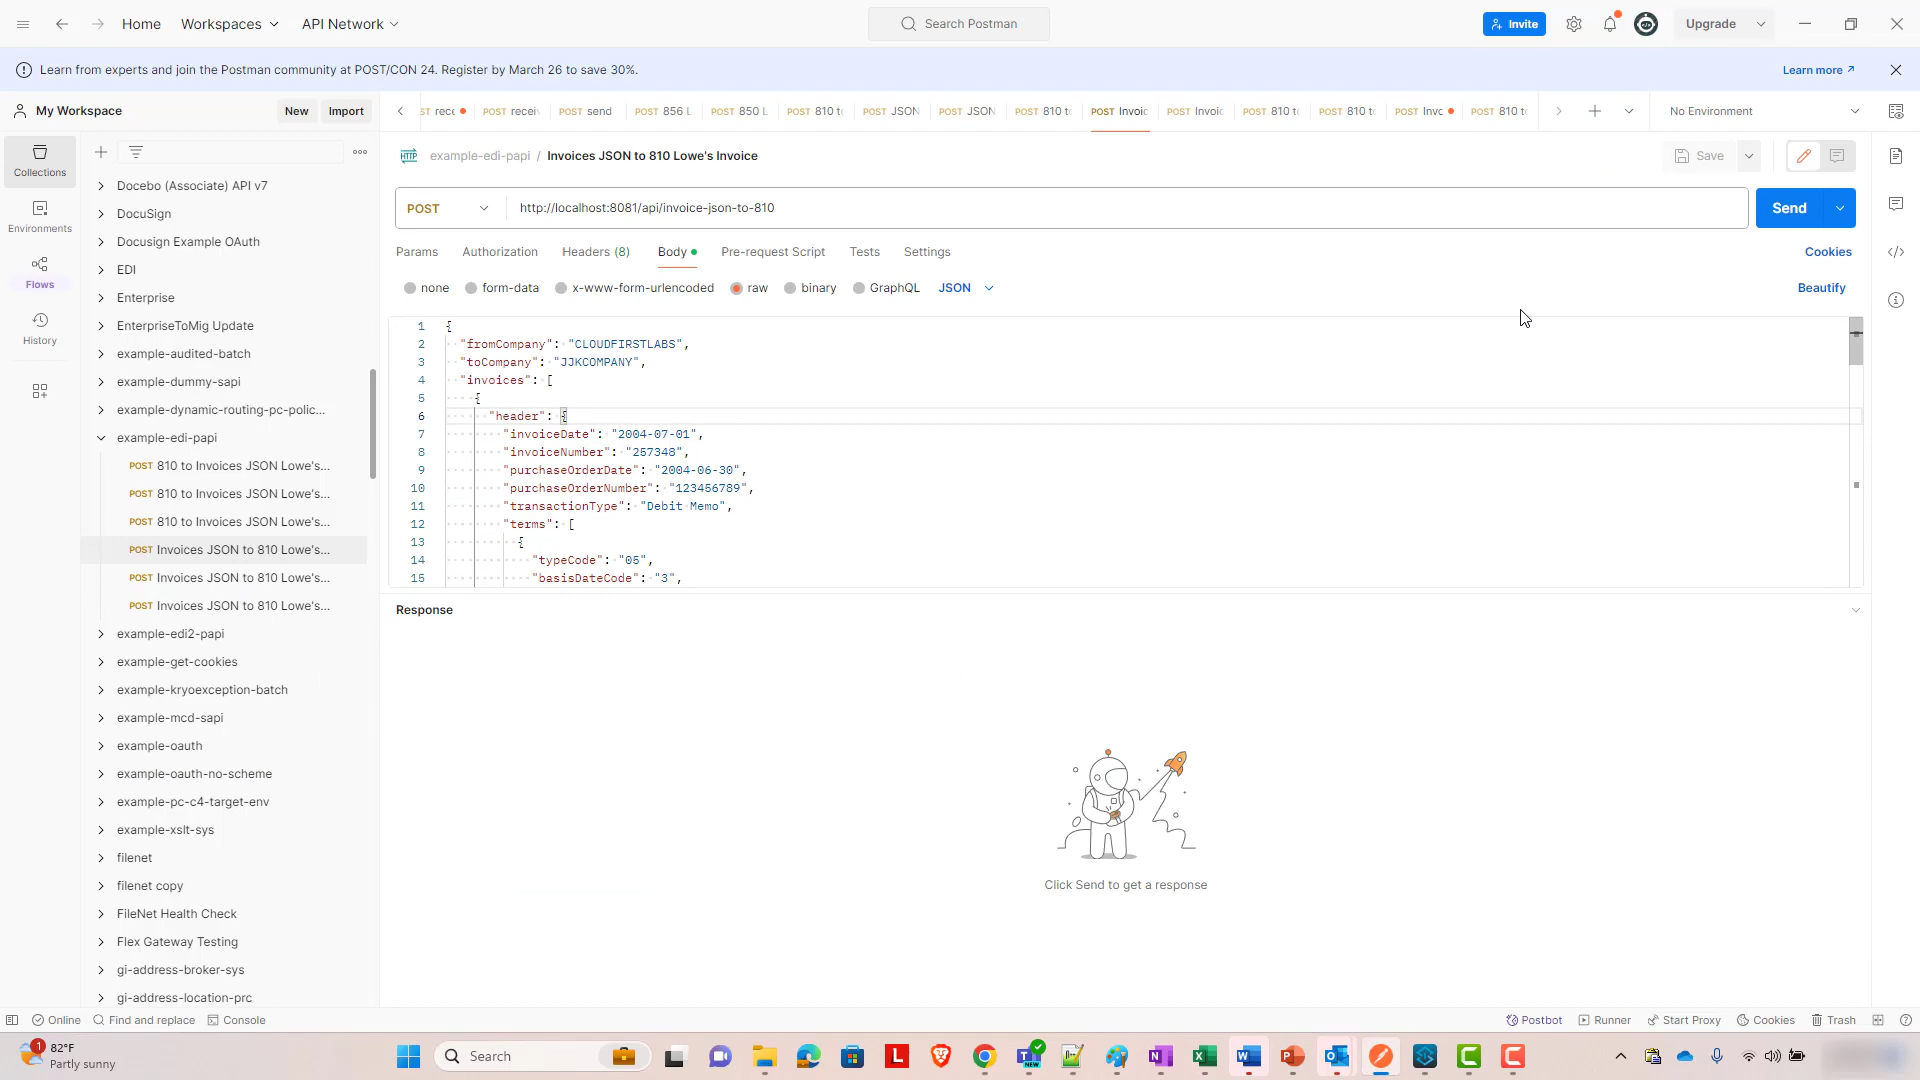 Home Workspaces API Network Search Postman Invite Upgrade
Learn from experts and join the Postman community at POST/CON 24. Register by March 26 to save 30%. Learn more
My Workspace New Import
ST rece POST recei POST send POST 856 L POST 850 L POST 810 t POST JSON POST JSON POST 810 t POST Invoic POST Invoic POST 810 t POST 810 t POST Invc POST 810 t No Environment
Collections
Environments
Flows
History
Docebo (Associate) API v7
DocuSign
Docusign Example OAuth
EDI
Enterprise
EnterpriseToMig Update
example-audited-batch
example-dummy-sapi
example-dynamic-routing-pc-polic...
example-edi-papi
POST 810 to Invoices JSON Lowe's...
POST 810 to Invoices JSON Lowe's...
POST 810 to Invoices JSON Lowe's...
POST Invoices JSON to 810 Lowe's...
POST Invoices JSON to 810 Lowe's...
POST Invoices JSON to 810 Lowe's...
example-edi2-papi
example-get-cookies
example-kryoexception-batch
example-mcd-sapi
example-oauth
example-oauth-no-scheme
example-pc-c4-target-env
example-xslt-sys
filenet
filenet copy
FileNet Health Check
Flex Gateway Testing
gi-address-broker-sys
gi-address-location-prc
HTTP example-edi-papi / Invoices JSON to 810 Lowe's Invoice Save
POST http://localhost:8081/api/invoice-json-to-810 Send
Params Authorization Headers (8) Body Pre-request Script Tests Settings Cookies
none form-data x-www-form-urlencoded raw binary GraphQL JSON Beautify
1 {
2 "fromCompany": "CLOUDFIRSTLABS",
3 "toCompany": "JJKCOMPANY",
4 "invoices": [
5 {
6 "header": {
7 "invoiceDate": "2004-07-01",
8 "invoiceNumber": "257348",
9 "purchaseOrderDate": "2004-06-30",
10 "purchaseOrderNumber": "123456789",
11 "transactionType": "Debit Memo",
12 "terms": [
13 {
14 "typeCode": "05",
15 "basisDateCode": "3",
Response
Click Send to get a response
Online Find and replace Console Postbot Runner Start Proxy Cookies Trash
1
82°F
Partly sunny
Search
L
NEW